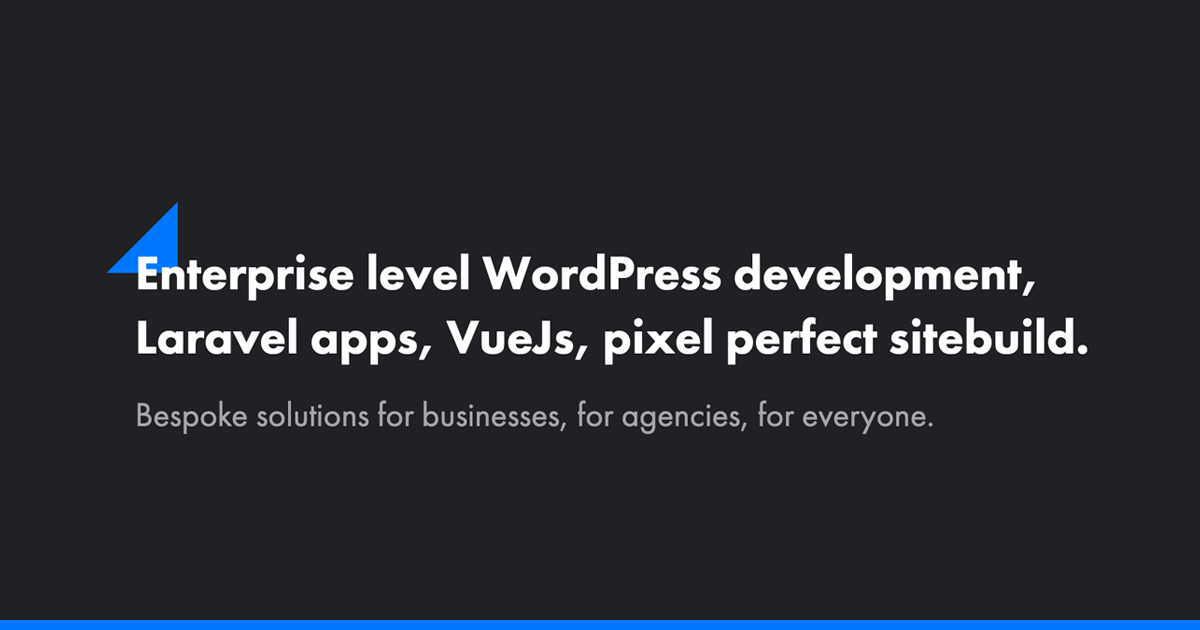 Enterprise level WordPress development,
Laravel apps, VueJs, pixel perfect sitebuild.
Bespoke solutions for businesses, for agencies, for everyone.